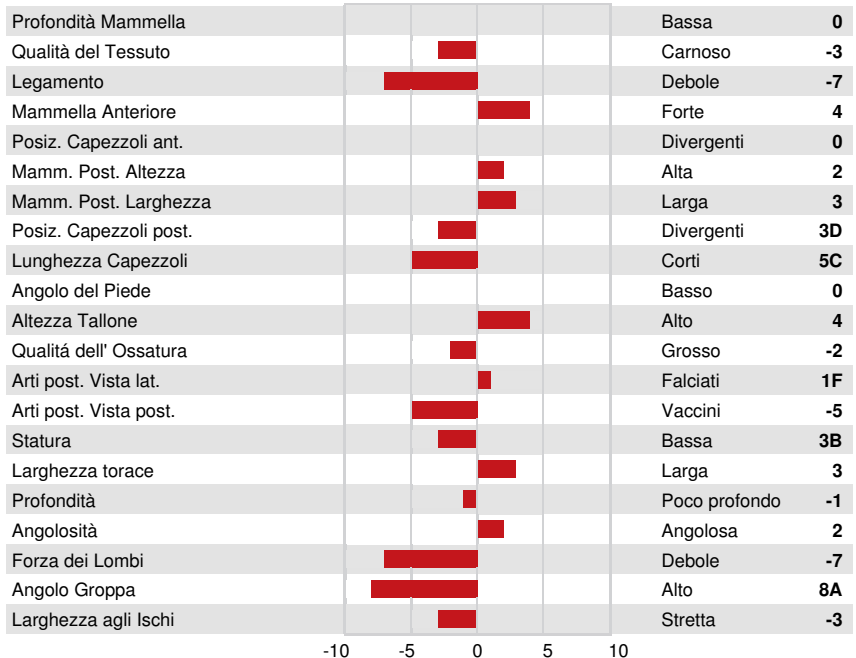 Profondità Mammella Bassa 0
Qualità del Tessuto Carnoso -3
Legamento Debole -7
Mammella Anteriore Forte 4
Posiz. Capezzoli ant. Divergenti 0
Mamm. Post. Altezza Alta 2
Mamm. Post. Larghezza Larga 3
Posiz. Capezzoli post. Divergenti 3D
Lunghezza Capezzoli Corti 5C
Angolo del Piede Basso 0
Altezza Tallone Alto 4
Qualitá dell' Ossatura Grosso -2
Arti post. Vista lat. Falciati 1F
Arti post. Vista post. Vaccini -5
Statura Bassa 3B
Larghezza torace Larga 3
Profondità Poco profondo -1
Angolosità Angolosa 2
Forza dei Lombi Debole -7
Angolo Groppa Alto 8A
Larghezza agli Ischi Stretta -3
-10 -5 0 5 10